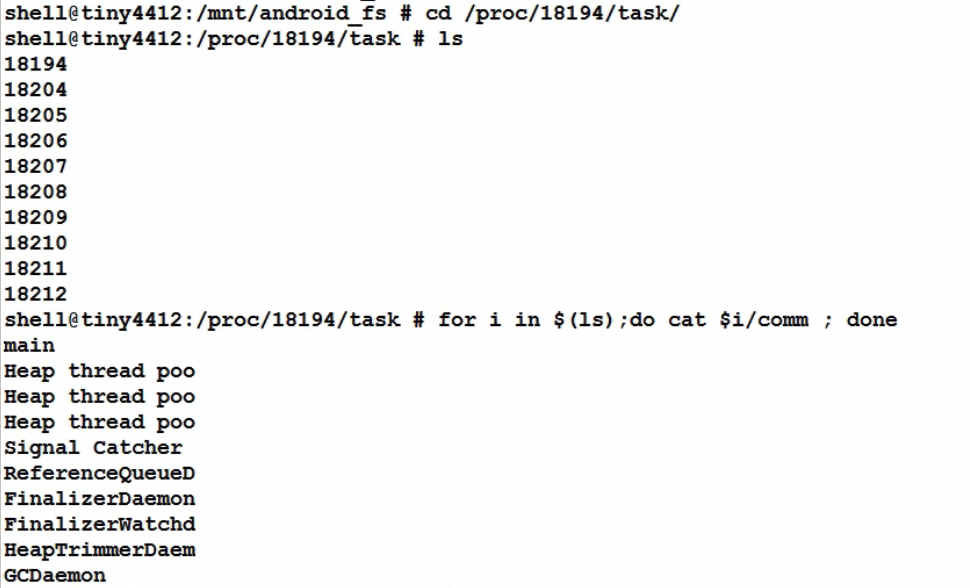 shell@tiny4412:/mnt/android_fs # cd /proc/18194/task/
shell@tiny4412:/proc/18194/task # ls
18194
18204
18205
18206
18207
18208
18209
18210
18211
18212
shell@tiny4412:/proc/18194/task # for i in $(ls);do cat $i/comm ; done
main
Heap thread poo
Heap thread poo
Heap thread poo
Signal Catcher
ReferenceQueueD
FinalizerDaemon
FinalizerWatchd
HeapTrimmerDaem
GCDaemon